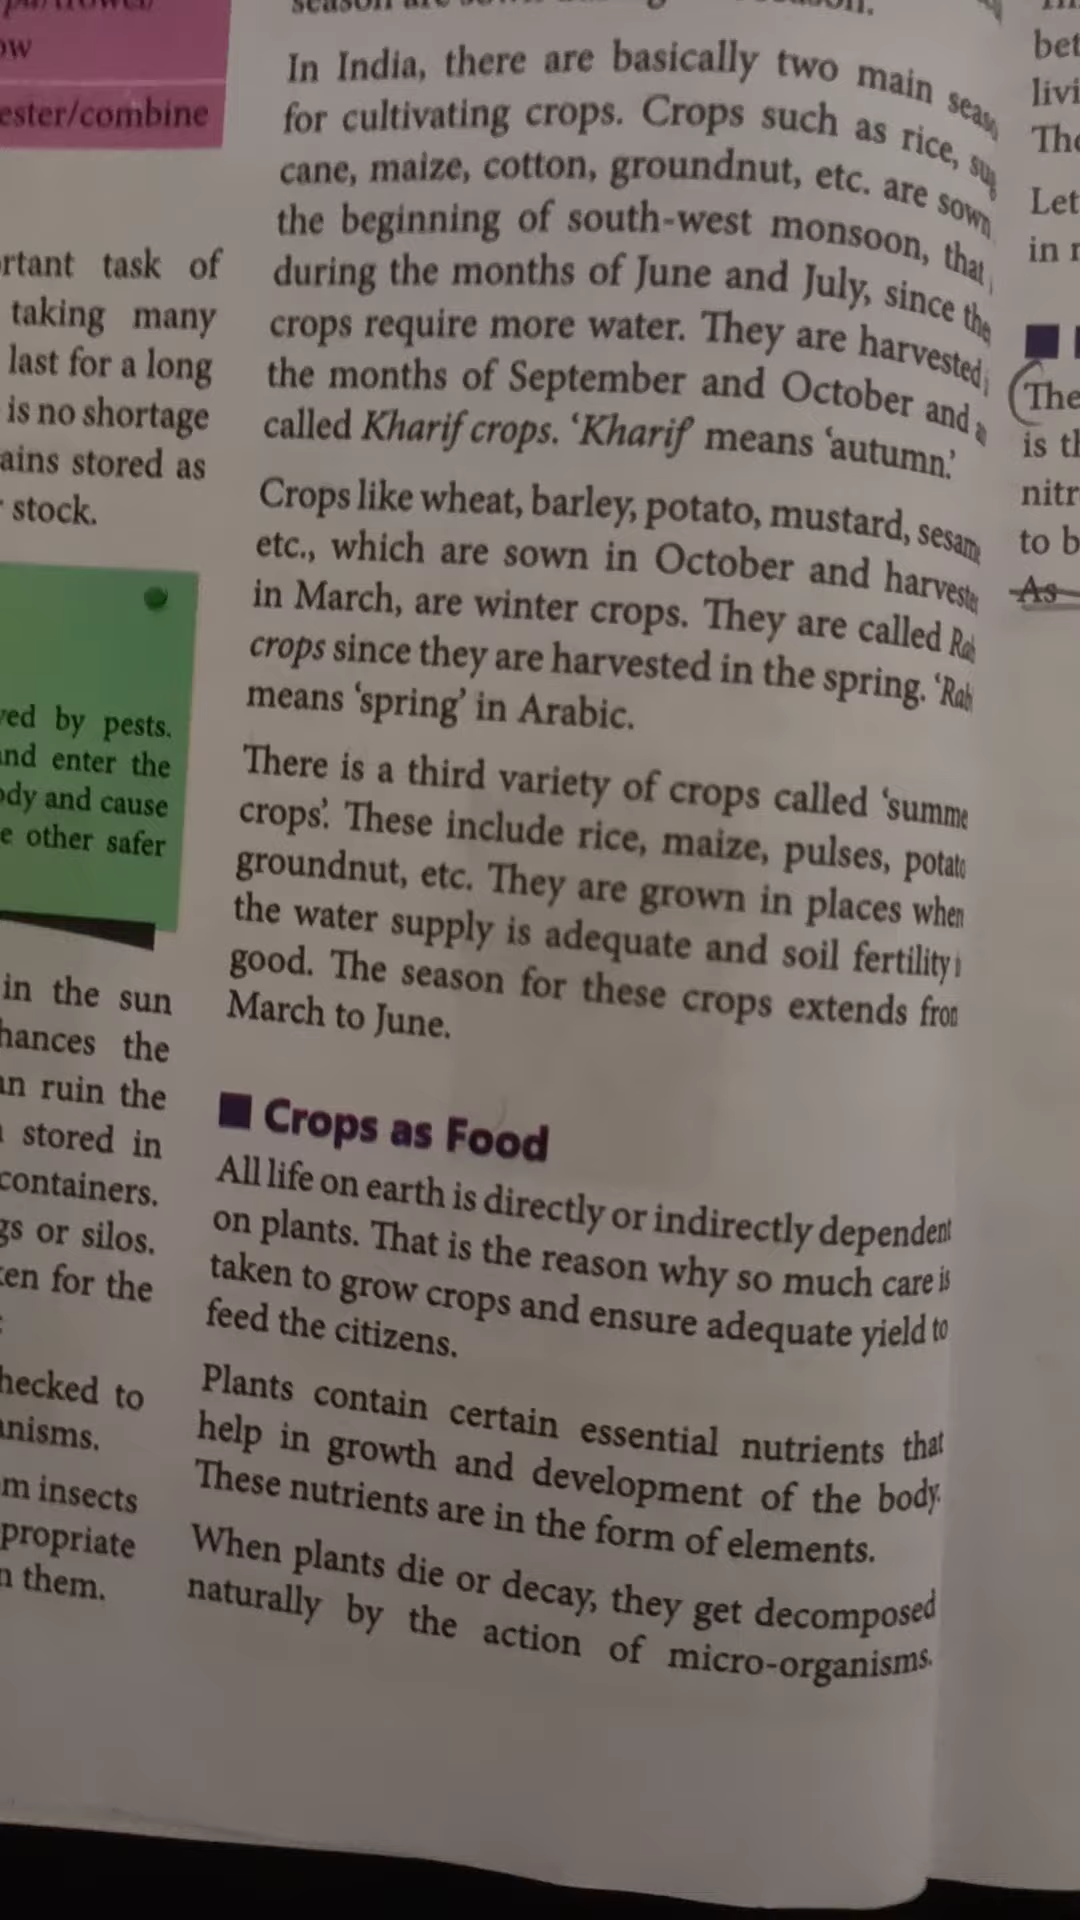 ow
ester/combine
rtant task of
taking many
last for a long
is no shortage
ains stored as
stock.
ved by pests.
nd enter the
ody and cause
e other safer
in the sun
hances the
an ruin the
stored in
containers.
gs or silos.
ken for the
hecked to
anisms.
m insects
propriate
n them.
In India, there are basically two main seaso
for cultivating crops. Crops such as rice, sug
cane, maize, cotton, groundnut, etc. are sown
the beginning of south-west monsoon, that
during the months of June and July, since the
crops require more water. They are harvested
the months of September and October and a
called Kharif crops. ‘Kharif’ means ‘autumn.’
Crops like wheat, barley, potato, mustard, sesame
etc., which are sown in October and harveste
in March, are winter crops. They are called Rab
crops since they are harvested in the spring. ‘Rabi
means ‘spring’ in Arabic.
There is a third variety of crops called ‘summe
crops’. These include rice, maize, pulses, potato
groundnut, etc. They are grown in places wher
the water supply is adequate and soil fertility i
good. The season for these crops extends from
March to June.
Crops as Food
All life on earth is directly or indirectly dependent
on plants. That is the reason why so much care is
taken to grow crops and ensure adequate yield to
feed the citizens.
Plants contain certain essential nutrients that
help in growth and development of the body.
These nutrients are in the form of elements.
When plants die or decay, they get decomposed
naturally by the action of micro-organisms.
bet
livi
The
Let
in r
The
is th
nitr
to b
As